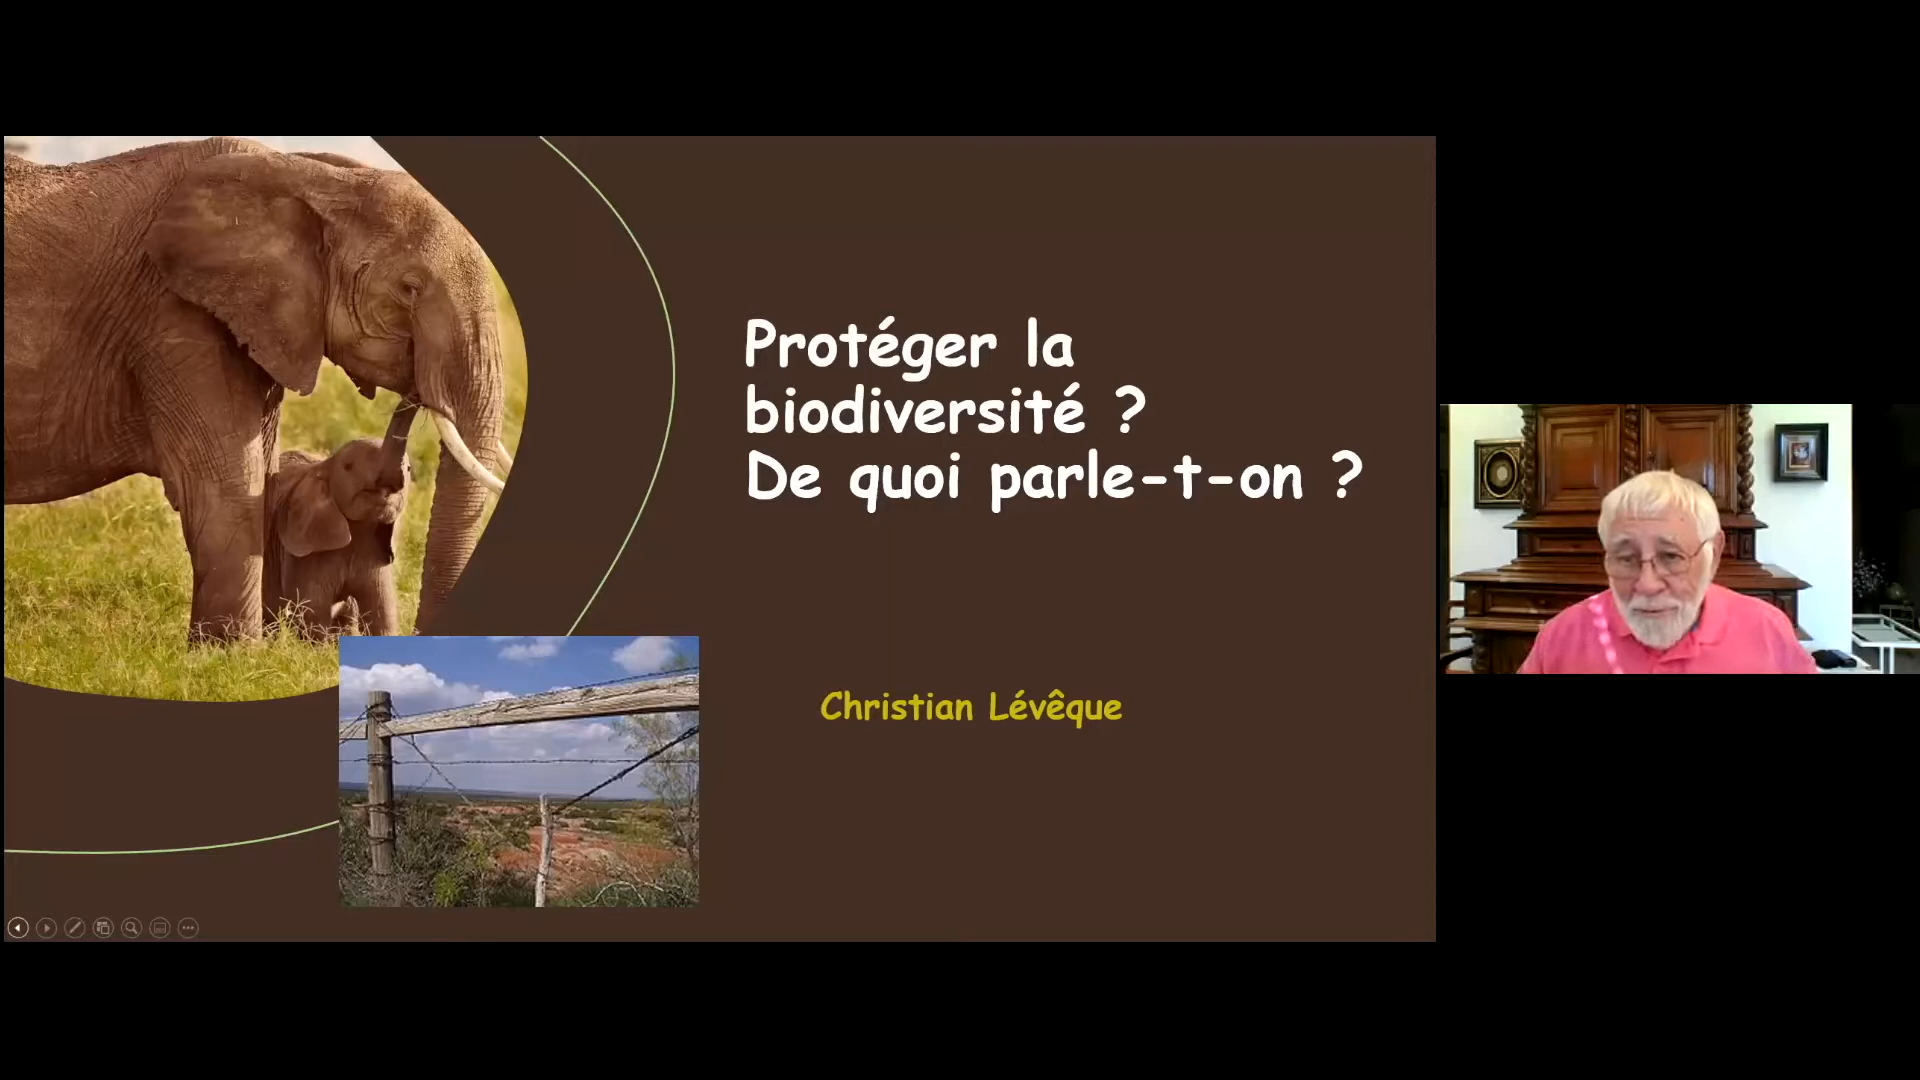 Protéger la
biodiversité ?
De quoi parle-t-on ?
Christian Lévêque